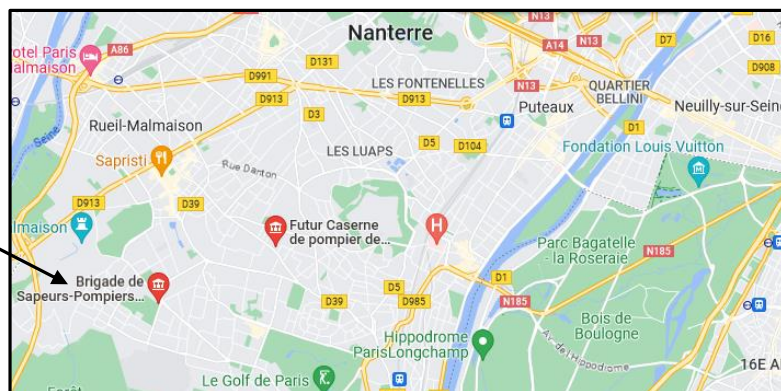 Nanterre
N13
D7
A14
N13
D16
A86
D131
D908
otel Paris
almaison
D991
LES FONTENELLES
N13
QUARTIER
BELLINI
D913
D913
Puteaux
Neuilly-sur-Seine
D3
D1
Rueil-Malmaison
Seine
LES LUAPS
D5
D104
Fondation Louis Vuitton
Sapristi
Rue Danton
D913
D39
almaison
Futur Caserne
de pompier de...
H
Parc Bagatelle
la Roseraie
N185
Brigade de
Sapeurs-Pompiers...
D5
D1
D39
D985
N185
Bois de
Boulogne
Hippodrome
ParisLongchamp
Av. de l'Hippodrome
16E A
Le Golf de Paris